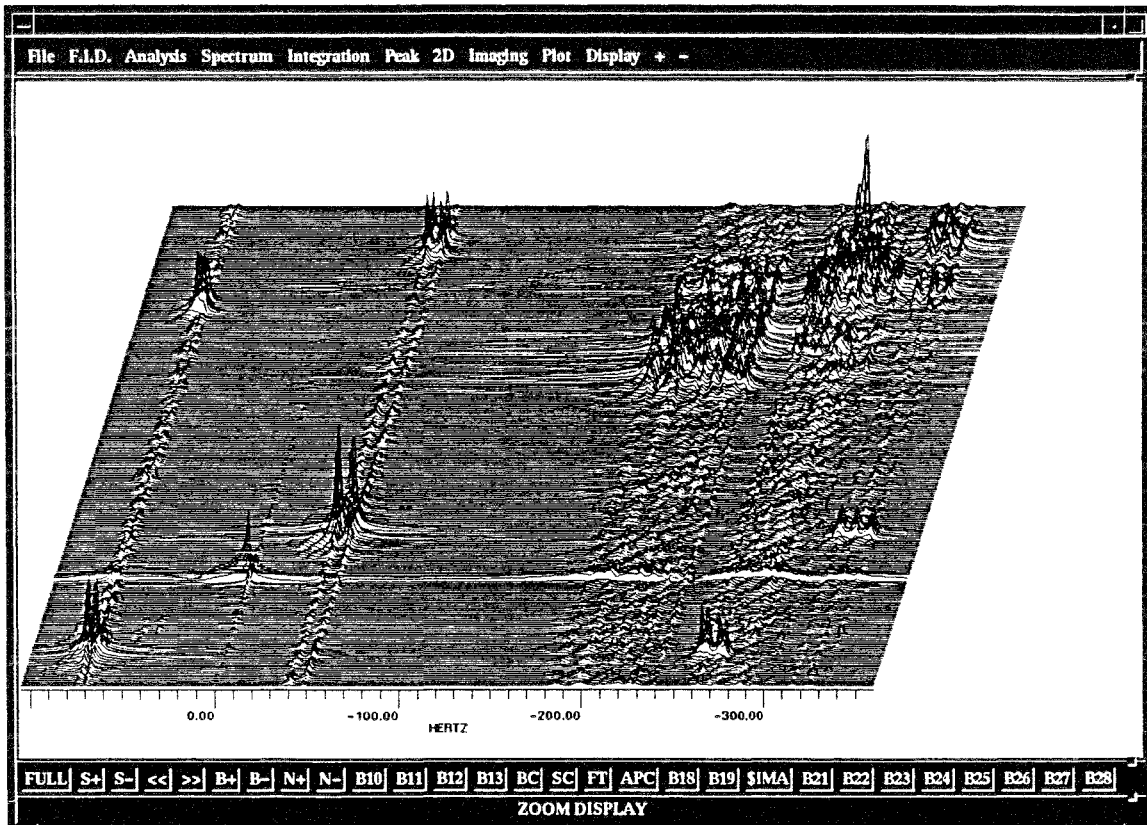 File F.I.D. Analysis Spectrum Integration Peak 2D Imaging Plot Display + -
0.00 -100.00 -200.00 -300.00
HERTZ
FULL S+ S- << >> B+ B- N+ N- B10 B11 B12 B13 BC SC FT APC B18 B19 $IMA B21 B22 B23 B24 B25 B26 B27 B28
ZOOM DISPLAY